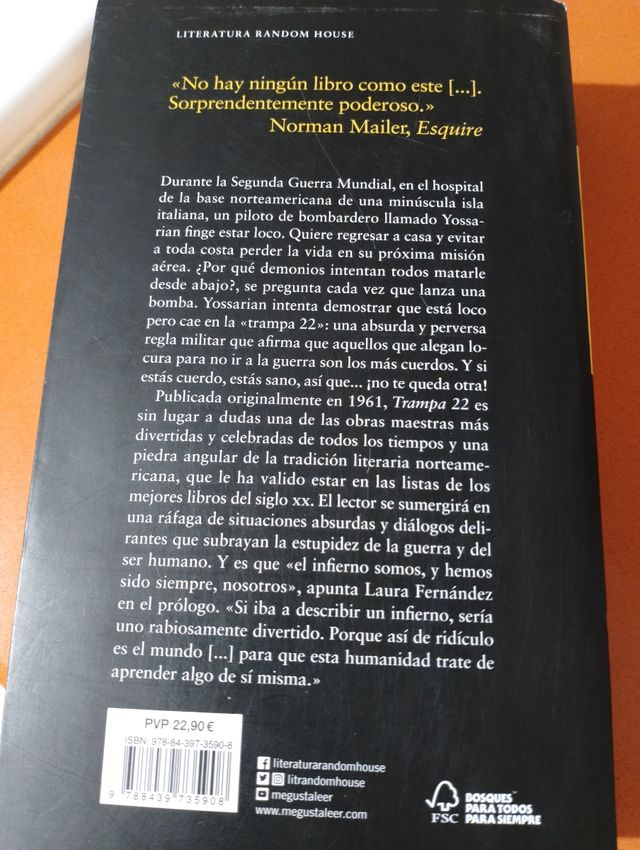 LITERATURA RANDOM HOUSE
«No hay ningún libro como este [...].
Sorprendentemente poderoso.»
Norman Mailer, Esquire
Durante la Segunda Guerra Mundial, en el hospital
de la base norteamericana de una minúscula isla
italiana, un piloto de bombardero llamado Yossa-
rian finge estar loco. Quiere regresar a casa y evitar
a toda costa perder la vida en su próxima misión
aérea. ¿Por qué demonios intentan todos matarle
desde abajo?, se pregunta cada vez que lanza una
bomba. Yossarian intenta demostrar que está loco
pero cae en la «trampa 22»: una absurda y perversa
regla militar que afirma que aquellos que alegan lo-
cura para no ir a la guerra son los más cuerdos. Y si
estás cuerdo, estás sano, así que... ¡no te queda otra!
Publicada originalmente en 1961, Trampa 22 es
sin lugar a dudas una de las obras maestras más
divertidas y celebradas de todos los tiempos y una
piedra angular de la tradición literaria norteame-
ricana, que le ha valido estar en las listas de los
mejores libros del siglo XX. El lector se sumergirá en
una ráfaga de situaciones absurdas y diálogos deli-
rantes que subrayan la estupidez de la guerra y del
ser humano. Y es que «el infierno somos, y hemos
sido siempre, nosotros», apunta Laura Fernández
en el prólogo. «Si iba a describir un infierno, sería
uno rabiosamente divertido. Porque así de ridículo
es el mundo [...] para que esta humanidad trate de
aprender algo de sí misma.»
PVP 22,90 €
ISBN: 978-84-397-3590-8
9 788439 735908
literaturarandomhouse
litrandomhouse
megustaleer
www.megustaleer.com
FSC
BOSQUES
PARA TODOS
PARA SIEMPRE